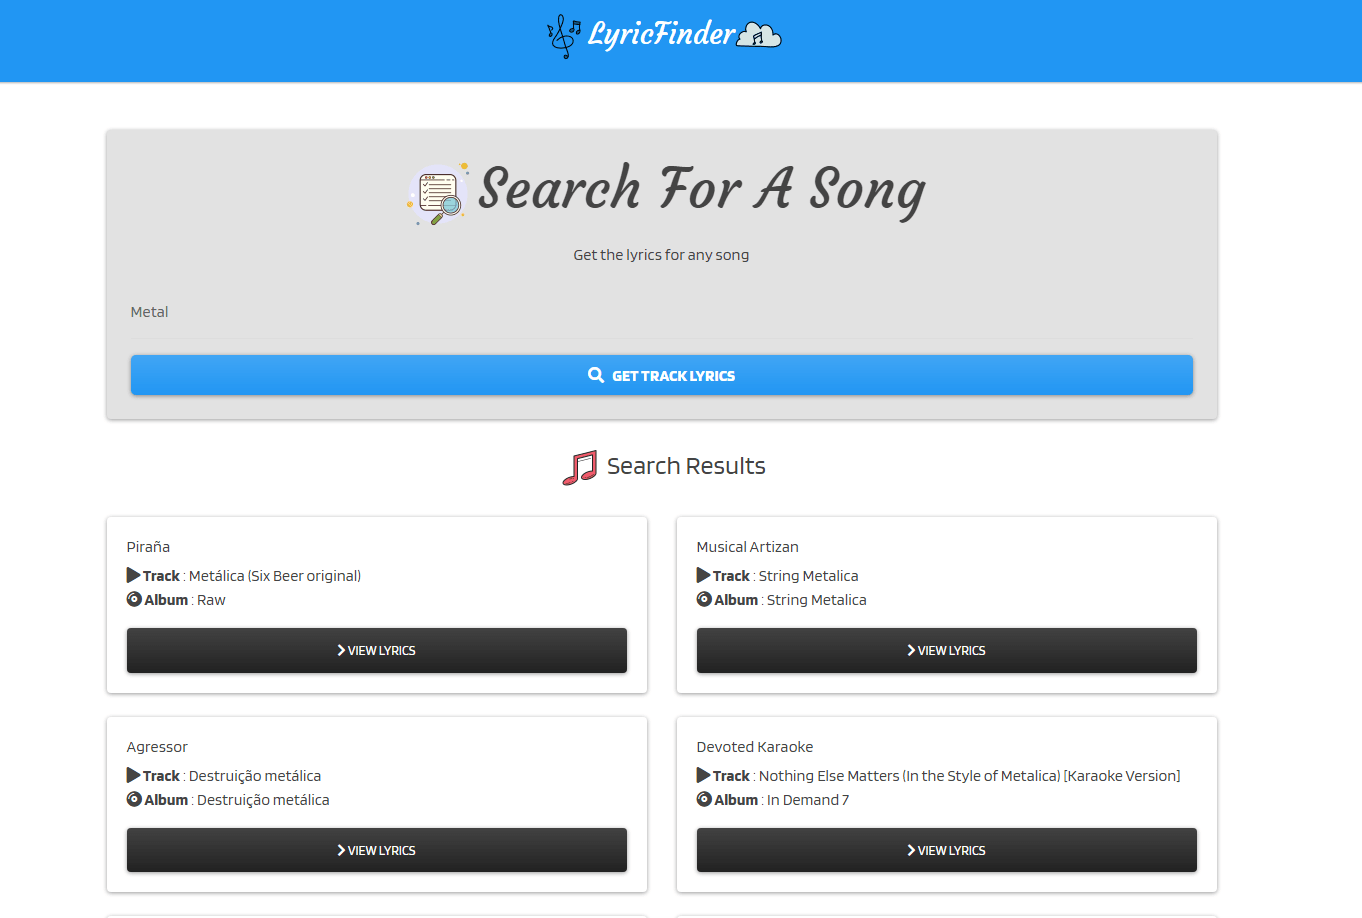 LyricFinder
Search For A Song
Get the lyrics for any song
Metal
GET TRACK LYRICS
Search Results
Piraña
Track : Metálica (Six Beer original)
Album : Raw
VIEW LYRICS
Musical Artizan
Track : String Metalica
Album : String Metalica
VIEW LYRICS
Agressor
Track : Destruição metálica
Album : Destruição metálica
VIEW LYRICS
Devoted Karaoke
Track : Nothing Else Matters (In the Style of Metalica) [Karaoke Version]
Album : In Demand 7
VIEW LYRICS